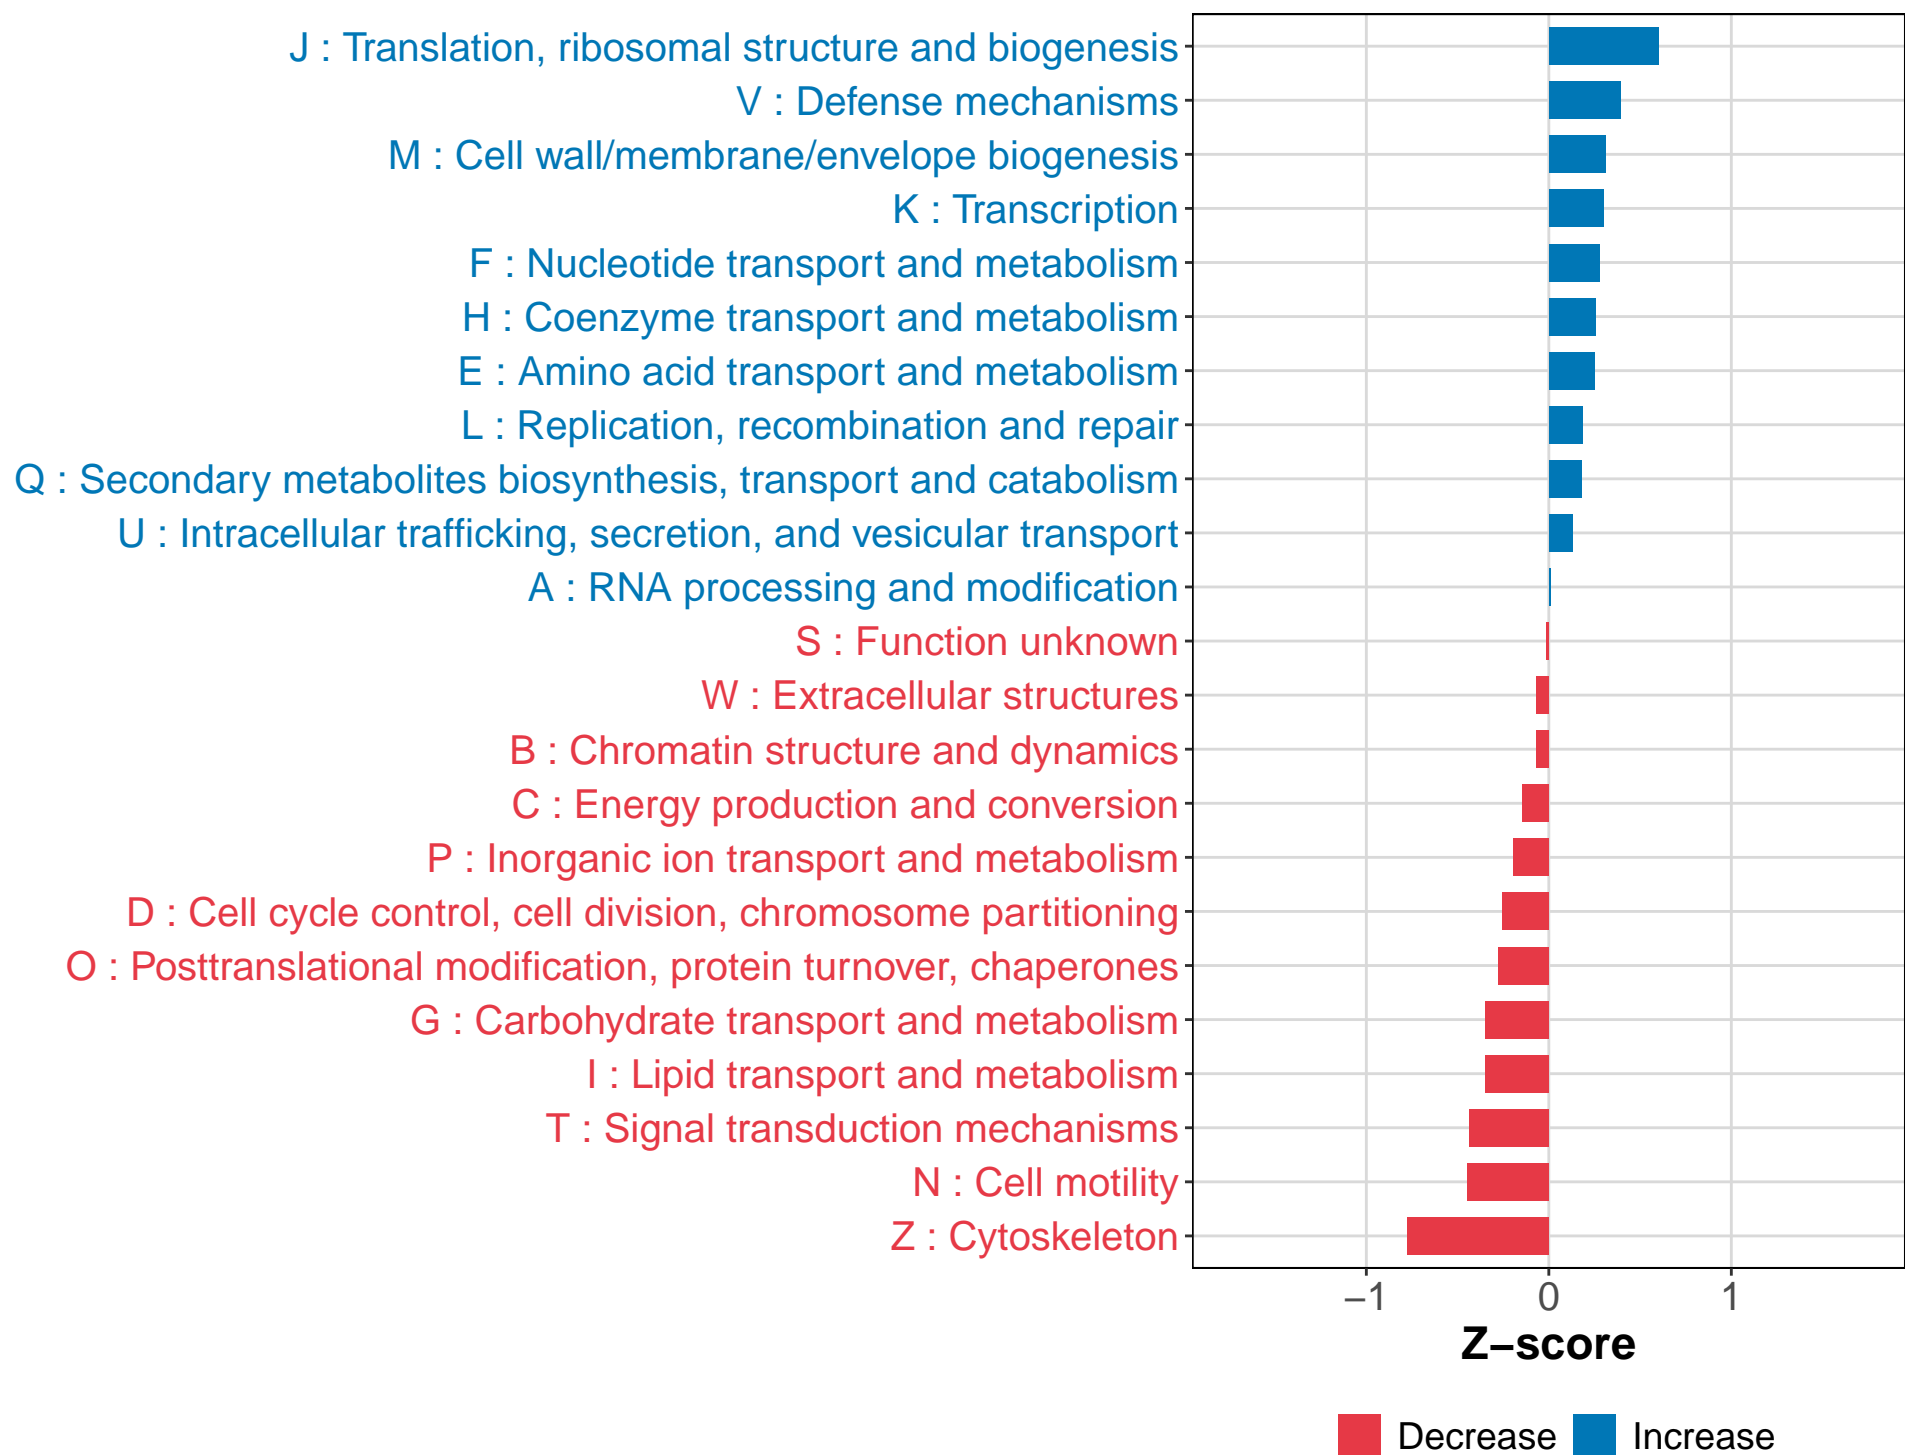 J : Translation, ribosomal structure and biogenesis
V : Defense mechanisms
M : Cell wall/membrane/envelope biogenesis
K : Transcription
F : Nucleotide transport and metabolism
H : Coenzyme transport and metabolism
E : Amino acid transport and metabolism
L : Replication, recombination and repair
Q : Secondary metabolites biosynthesis, transport and catabolism
U : Intracellular trafficking, secretion, and vesicular transport
A : RNA processing and modification
S : Function unknown
W : Extracellular structures
B : Chromatin structure and dynamics
C : Energy production and conversion
P : Inorganic ion transport and metabolism
D : Cell cycle control, cell division, chromosome partitioning
O : Posttranslational modification, protein turnover, chaperones
G : Carbohydrate transport and metabolism
I : Lipid transport and metabolism
T : Signal transduction mechanisms
N : Cell motility
Z : Cytoskeleton
−1 0 1
Z−score
Decrease Increase